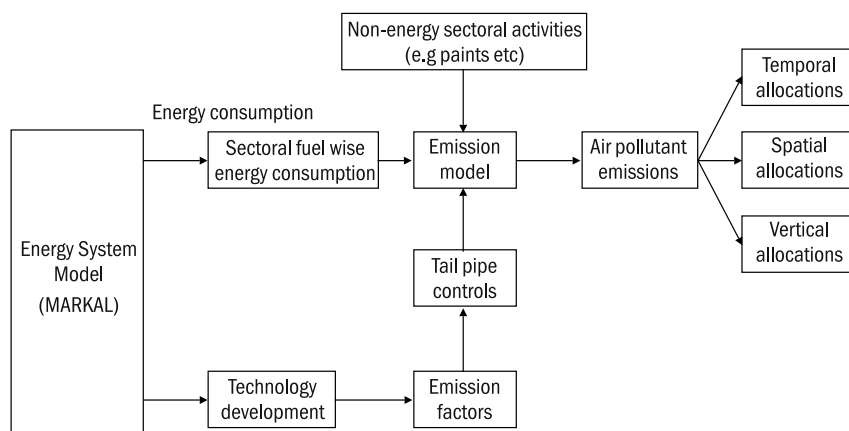 Non-energy sectoral activities
(e.g paints etc)
Temporal
allocations
Energy consumption
Sectoral fuel wise
energy consumption
Emission
model
Air pollutant
emissions
Spatial
allocations
Energy System
Model
(MARKAL)
Tail pipe
controls
Vertical
allocations
Technology
development
Emission
factors